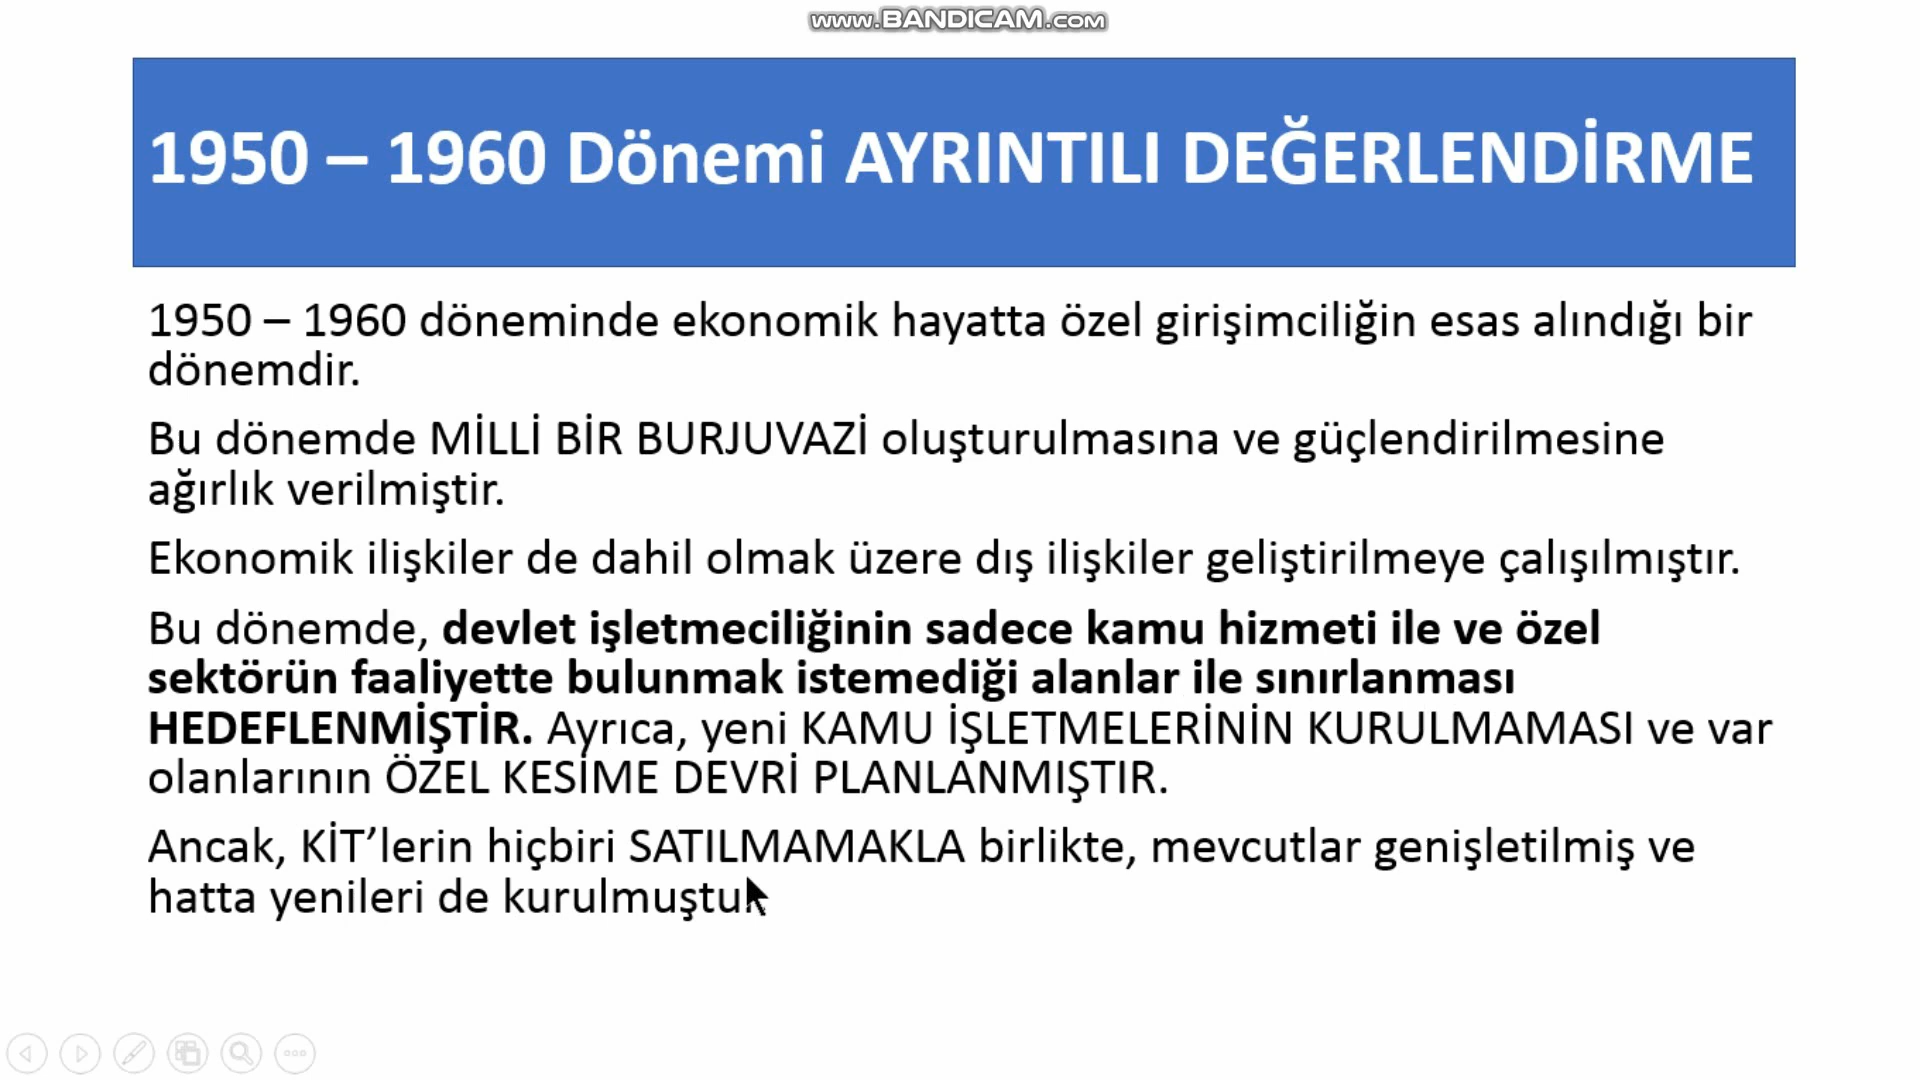 www.BANDICAM.com
1950 – 1960 Dönemi AYRINTILI DEĞERLENDİRME
1950 – 1960 döneminde ekonomik hayatta özel girişimciliğin esas alındığı bir
dönemdir.
Bu dönemde MİLLİ BİR BURJUVAZİ oluşturulmasına ve güçlendirilmesine
ağırlık verilmiştir.
Ekonomik ilişkiler de dahil olmak üzere dış ilişkiler geliştirilmeye çalışılmıştır.
Bu dönemde, devlet işletmeciliğinin sadece kamu hizmeti ile ve özel
sektörün faaliyette bulunmak istemediği alanlar ile sınırlanması
HEDEFLENMİŞTİR. Ayrıca, yeni KAMU İŞLETMELERİNİN KURULMAMASI ve var
olanlarının ÖZEL KESİME DEVRİ PLANLANMIŞTIR.
Ancak, KİT’lerin hiçbiri SATILMAMAKLA birlikte, mevcutlar genişletilmiş ve
hatta yenileri de kurulmuştur